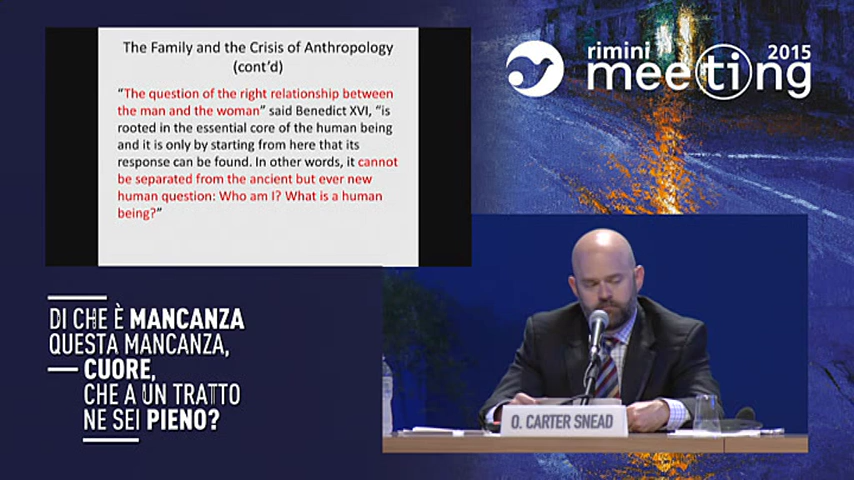 The Family and the Crisis of Anthropology
(cont'd)
“The question of the right relationship between
the man and the woman” said Benedict XVI, “is
rooted in the essential core of the human being
and it is only by starting from here that its
response can be found. In other words, it cannot
be separated from the ancient but ever new
human question: Who am I? What is a human
being?”
rimini 2015
meeting
DI CHE È MANCANZA
QUESTA MANCANZA,
CUORE,
CHE A UN TRATTO
NE SEI PIENO?
O. CARTER SNEAD